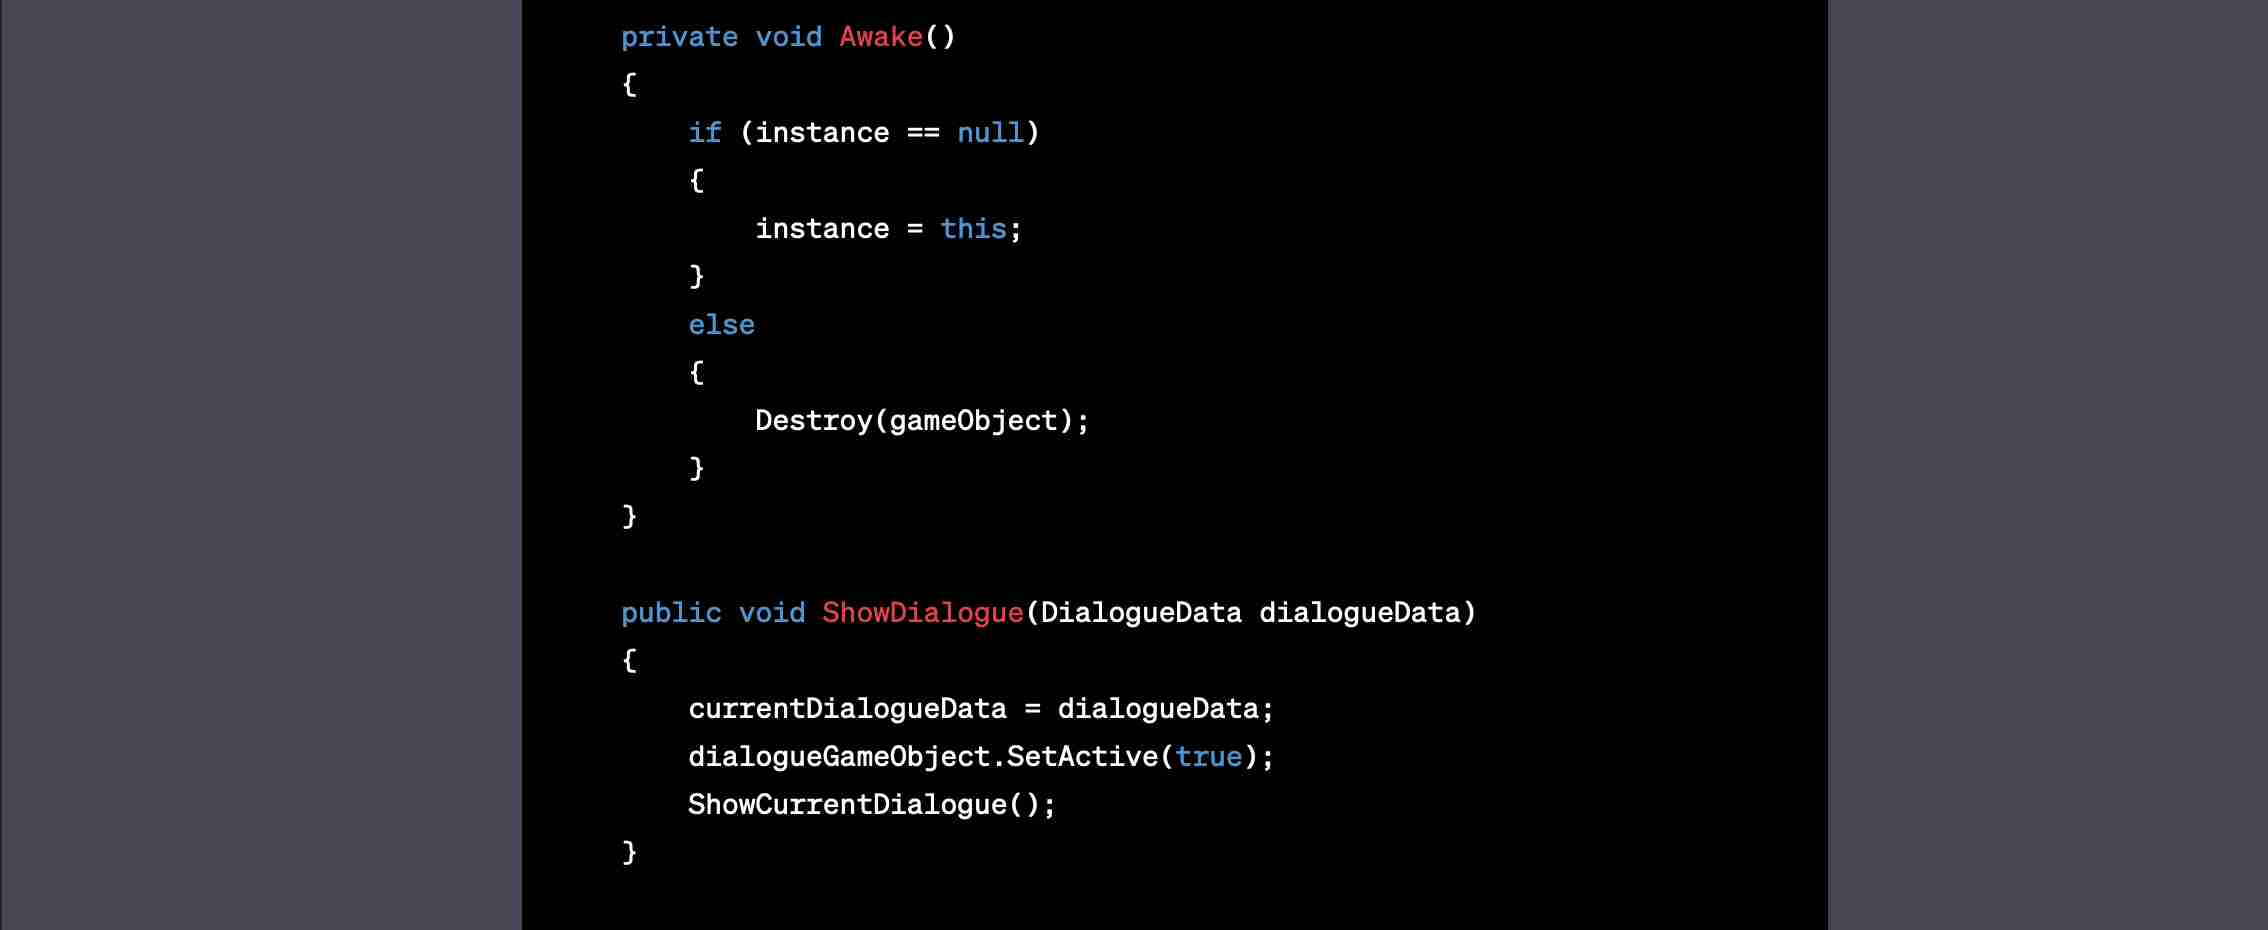 private void Awake()
{
    if (instance == null)
    {
        instance = this;
    }
    else
    {
        Destroy(gameObject);
    }
}

public void ShowDialogue(DialogueData dialogueData)
{
    currentDialogueData = dialogueData;
    dialogueGameObject.SetActive(true);
    ShowCurrentDialogue();
}